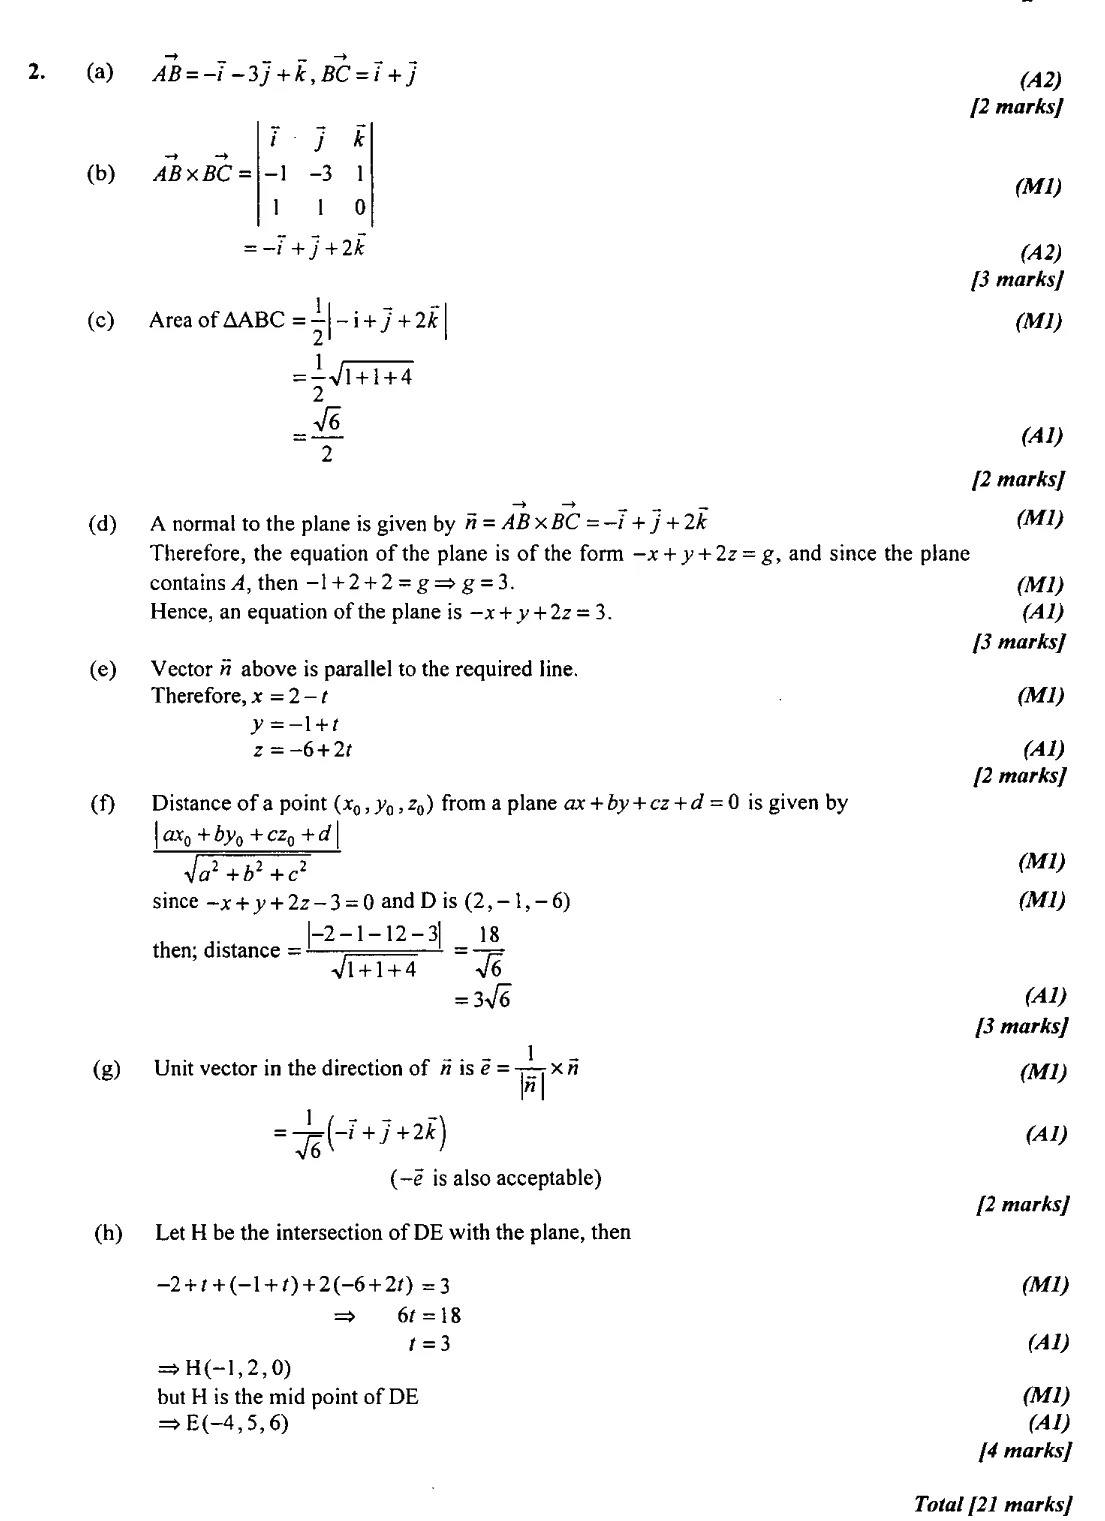 2. (a) AB⃗ = −i⃗ − 3j⃗ + k⃗, BC⃗ = i⃗ + j⃗ (A2)
[2 marks]
(b) AB⃗ × BC⃗ = | i⃗ j⃗ k⃗ |
| −1 −3 1 | (M1)
| 1 1 0 |
= −i⃗ + j⃗ + 2k⃗ (A2)
[3 marks]
(c) Area of ΔABC = 1/2 |−i + j⃗ + 2k⃗| (M1)
= 1/2 √(1+1+4)
= √6/2 (A1)
[2 marks]
(d) A normal to the plane is given by n⃗ = AB⃗ × BC⃗ = −i⃗ + j⃗ + 2k⃗ (M1)
Therefore, the equation of the plane is of the form −x + y + 2z = g, and since the plane
contains A, then −1 + 2 + 2 = g ⇒ g = 3. (M1)
Hence, an equation of the plane is −x + y + 2z = 3. (A1)
[3 marks]
(e) Vector n⃗ above is parallel to the required line.
Therefore, x = 2 − t (M1)
y = −1 + t
z = −6 + 2t (A1)
[2 marks]
(f) Distance of a point (x₀, y₀, z₀) from a plane ax + by + cz + d = 0 is given by
|ax₀ + by₀ + cz₀ + d| / √(a² + b² + c²) (M1)
since −x + y + 2z − 3 = 0 and D is (2, −1, −6) (M1)
then; distance = |−2 − 1 − 12 − 3| / √(1+1+4) = 18/√6
= 3√6 (A1)
[3 marks]
(g) Unit vector in the direction of n⃗ is e⃗ = 1/|n⃗| × n⃗ (M1)
= 1/√6 (−i⃗ + j⃗ + 2k⃗) (A1)
(−e⃗ is also acceptable)
[2 marks]
(h) Let H be the intersection of DE with the plane, then
−2 + t + (−1 + t) + 2(−6 + 2t) = 3 (M1)
⇒ 6t = 18
t = 3 (A1)
⇒ H(−1, 2, 0)
but H is the mid point of DE (M1)
⇒ E(−4, 5, 6) (A1)
[4 marks]
Total [21 marks]